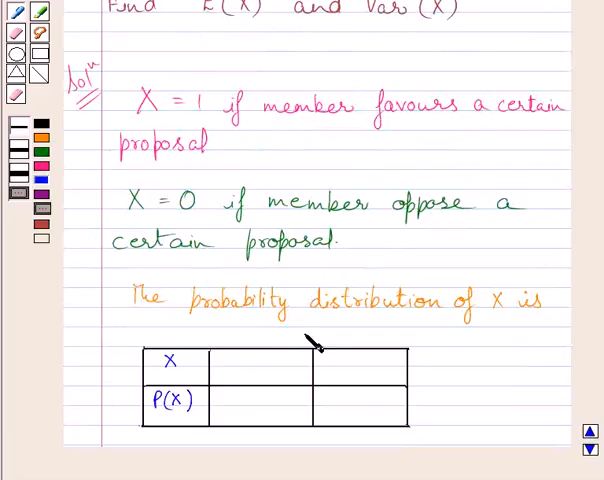 Find E(X) and Var(X)
Solⁿ
X = 1 if member favours a certain
proposal
X = 0 if member oppose a
certain proposal.
The probability distribution of X is
X
P(X)